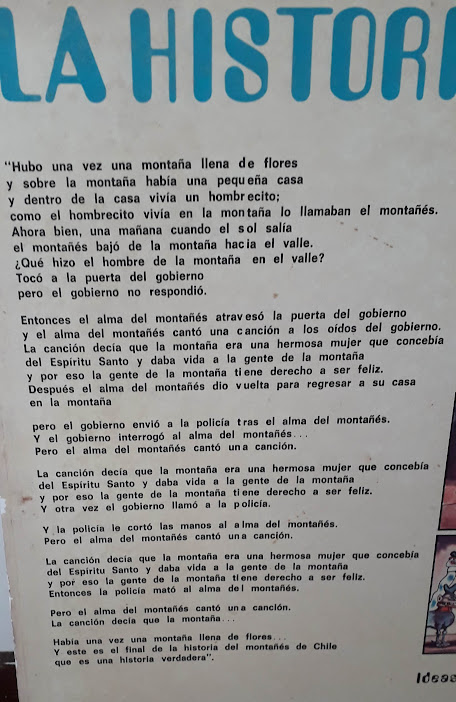 LA HISTORI
"Hubo una vez una montaña llena de flores
y sobre la montaña había una pequeña casa
y dentro de la casa vivía un hombrecito;
como el hombrecito vivía en la montaña lo llamaban el montañés.
Ahora bien, una mañana cuando el sol salía
el montañés bajó de la montaña hacia el valle.
¿Qué hizo el hombre de la montaña en el valle?
Tocó a la puerta del gobierno
pero el gobierno no respondió.
Entonces el alma del montañés atravesó la puerta del gobierno
y el alma del montañés cantó una canción a los oídos del gobierno.
La canción decía que la montaña era una hermosa mujer que concebía
del Espíritu Santo y daba vida a la gente de la montaña
y por eso la gente de la montaña tiene derecho a ser feliz.
Después el alma del montañés dio vuelta para regresar a su casa
en la montaña
pero el gobierno envió a la policía tras el alma del montañés.
Y el gobierno interrogó al alma del montañés...
Pero el alma del montañés cantó una canción.
La canción decía que la montaña era una hermosa mujer que concebía
del Espíritu Santo y daba vida a la gente de la montaña
y por eso la gente de la montaña tiene derecho a ser feliz.
Y otra vez el gobierno llamó a la policía.
Y la policía le cortó las manos al alma del montañés.
Pero el alma del montañés cantó una canción.
La canción decía que la montaña era una hermosa mujer que concebía
del Espíritu Santo y daba vida a la gente de la montaña
y por eso la gente de la montaña tiene derecho a ser feliz.
Entonces la policía mató al alma del montañés.
Pero el alma del montañés cantó una canción.
La canción decía que la montaña...
Había una vez una montaña llena de flores...
Y este es el final de la historia del montañés de Chile
que es una historia verdadera".
Ideas